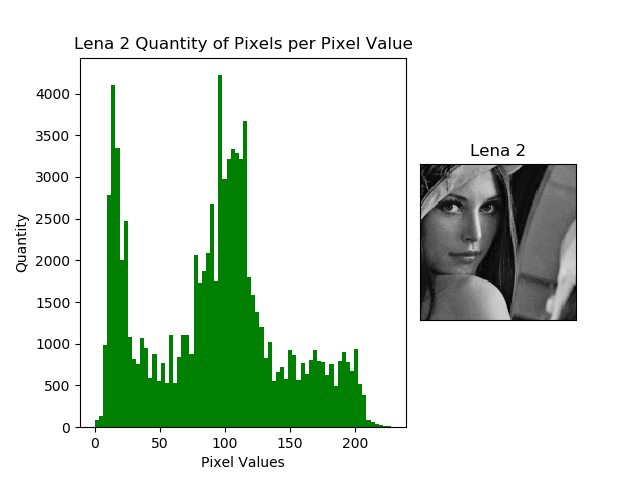 Lena 2 Quantity of Pixels per Pixel Value
Quantity
4000
3500
3000
2500
2000
1500
1000
500
0
0 50 100 150 200
Pixel Values
Lena 2